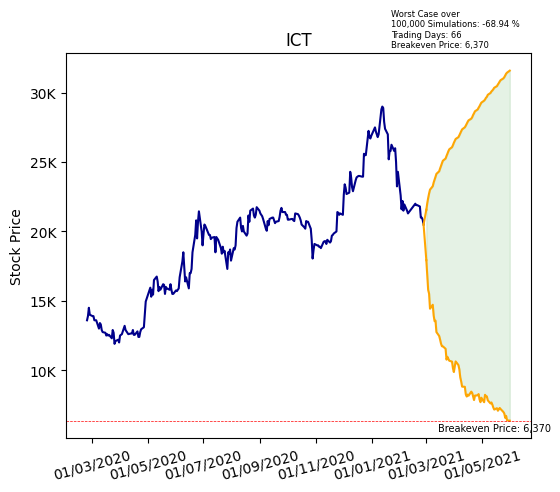 Worst Case over
100,000 Simulations: -68.94 %
Trading Days: 66
Breakeven Price: 6,370
ICT
Stock Price
30K
25K
20K
15K
10K
Breakeven Price: 6,370
01/03/2020
01/05/2020
01/07/2020
01/09/2020
01/11/2020
01/01/2021
01/03/2021
01/05/2021